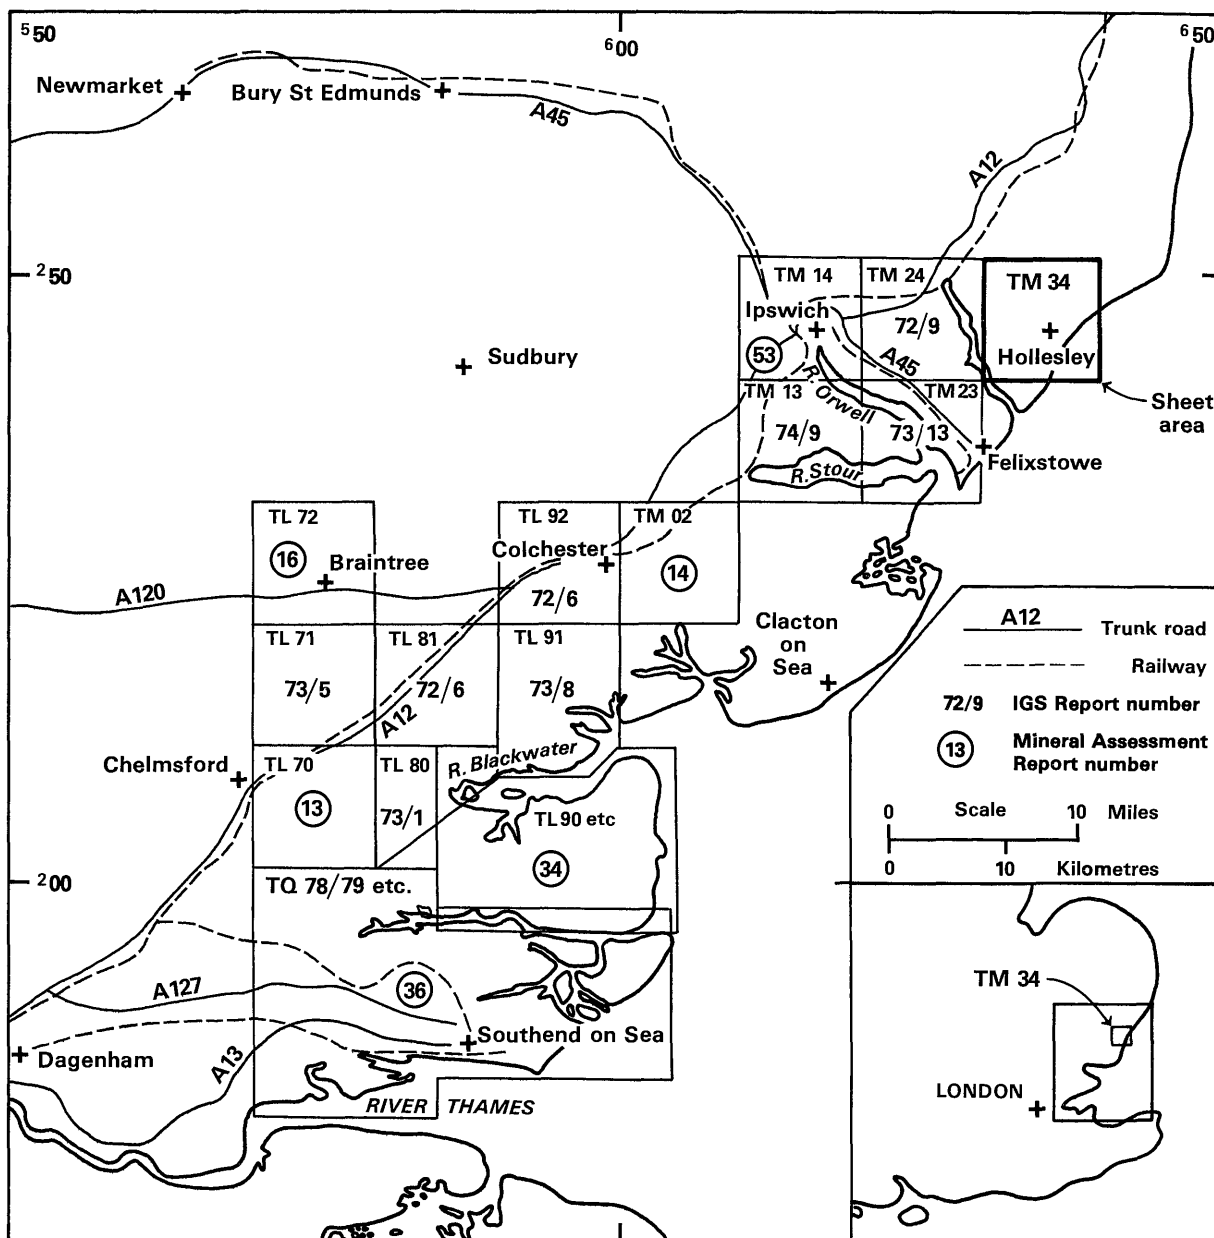 ⁵50
⁶00
⁶50
Newmarket
Bury St Edmunds
A45
A12
²50
TM 14
TM 24
TM 34
Ipswich
72/9
53
Hollesley
Sudbury
A45
TM 13
R. Orwell
TM 23
Sheet
area
74/9
73/13
R. Stour
Felixstowe
TL 72
TL 92
TM 02
16
Braintree
Colchester
14
A120
72/6
Clacton
on
Sea
TL 71
TL 81
TL 91
73/5
72/6
73/8
A12
Chelmsford
TL 70
TL 80
R. Blackwater
13
73/1
TL 90 etc
34
²00
TQ 78/79 etc.
A127
36
Southend on Sea
Dagenham
A13
RIVER THAMES
A12
Trunk road
Railway
72/9 IGS Report number
13 Mineral Assessment
Report number
0 Scale 10 Miles
0 10 Kilometres
TM 34
LONDON